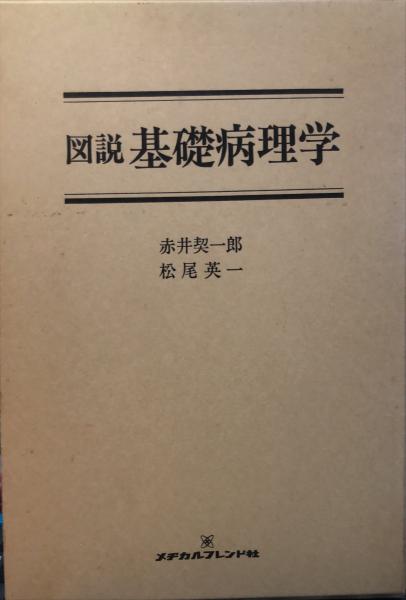 図説 基礎病理学
赤井契一郎
松尾英一
メヂカルフレンド社